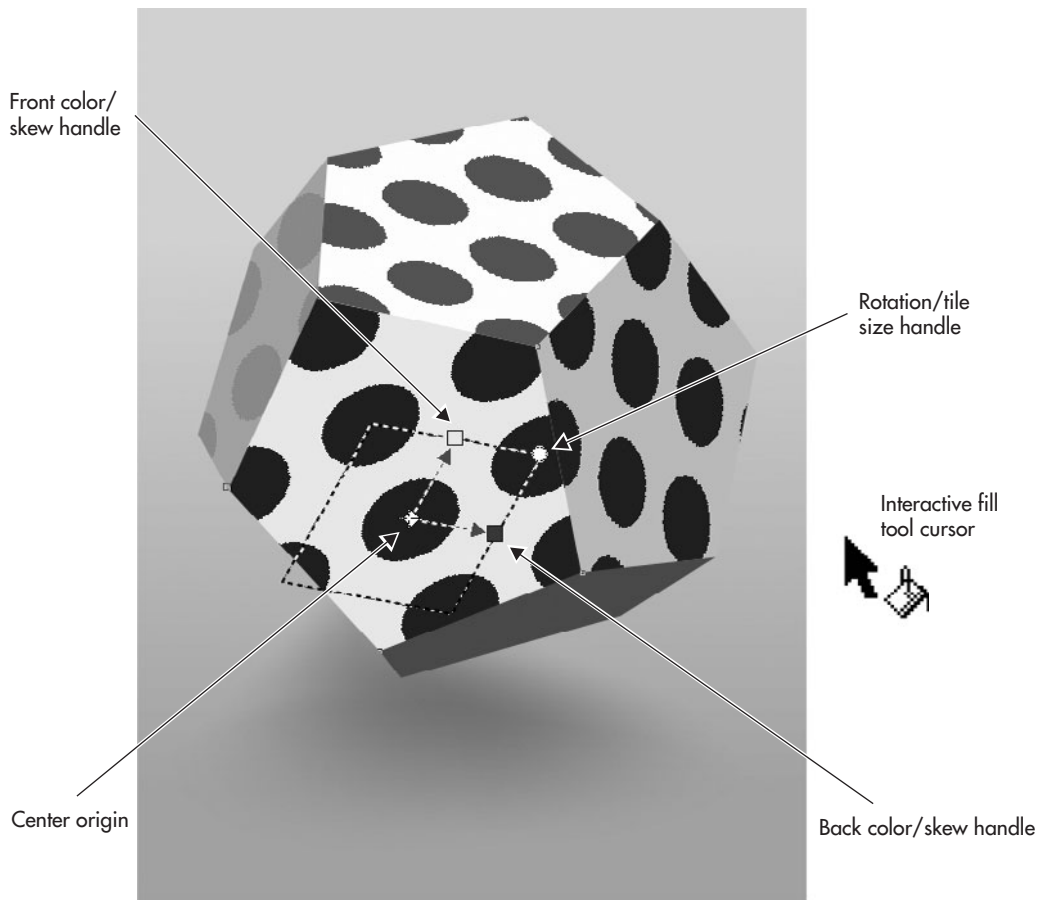 Front color/
skew handle
Rotation/tile
size handle
Interactive fill
tool cursor
Center origin
Back color/skew handle